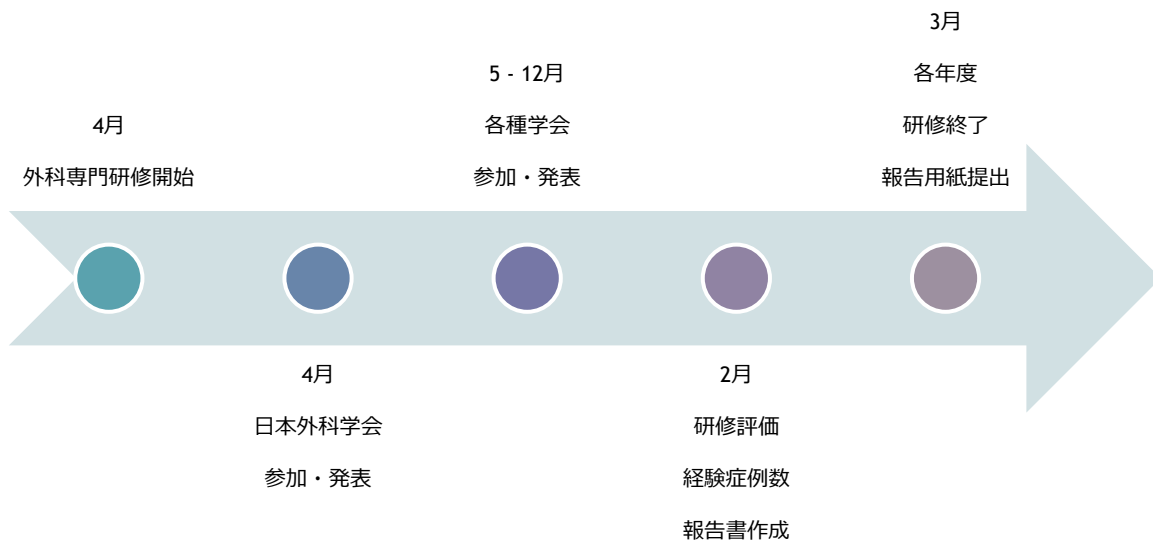 4月
外科専門研修開始
4月
日本外科学会
参加・発表
5 - 12月
各種学会
参加・発表
2月
研修評価
経験症例数
報告書作成
3月
各年度
研修終了
報告用紙提出